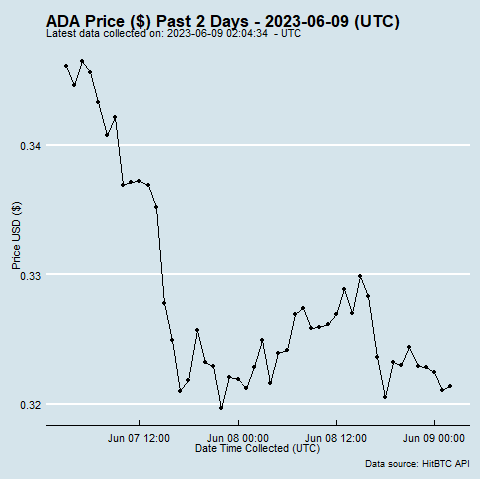 ADA Price ($) Past 2 Days - 2023-06-09 (UTC)
Latest data collected on: 2023-06-09 02:04:34 - UTC
0.34
0.33
0.32
Price USD ($)
Jun 07 12:00 Jun 08 00:00 Jun 08 12:00 Jun 09 00:00
Date Time Collected (UTC)
Data source: HitBTC API